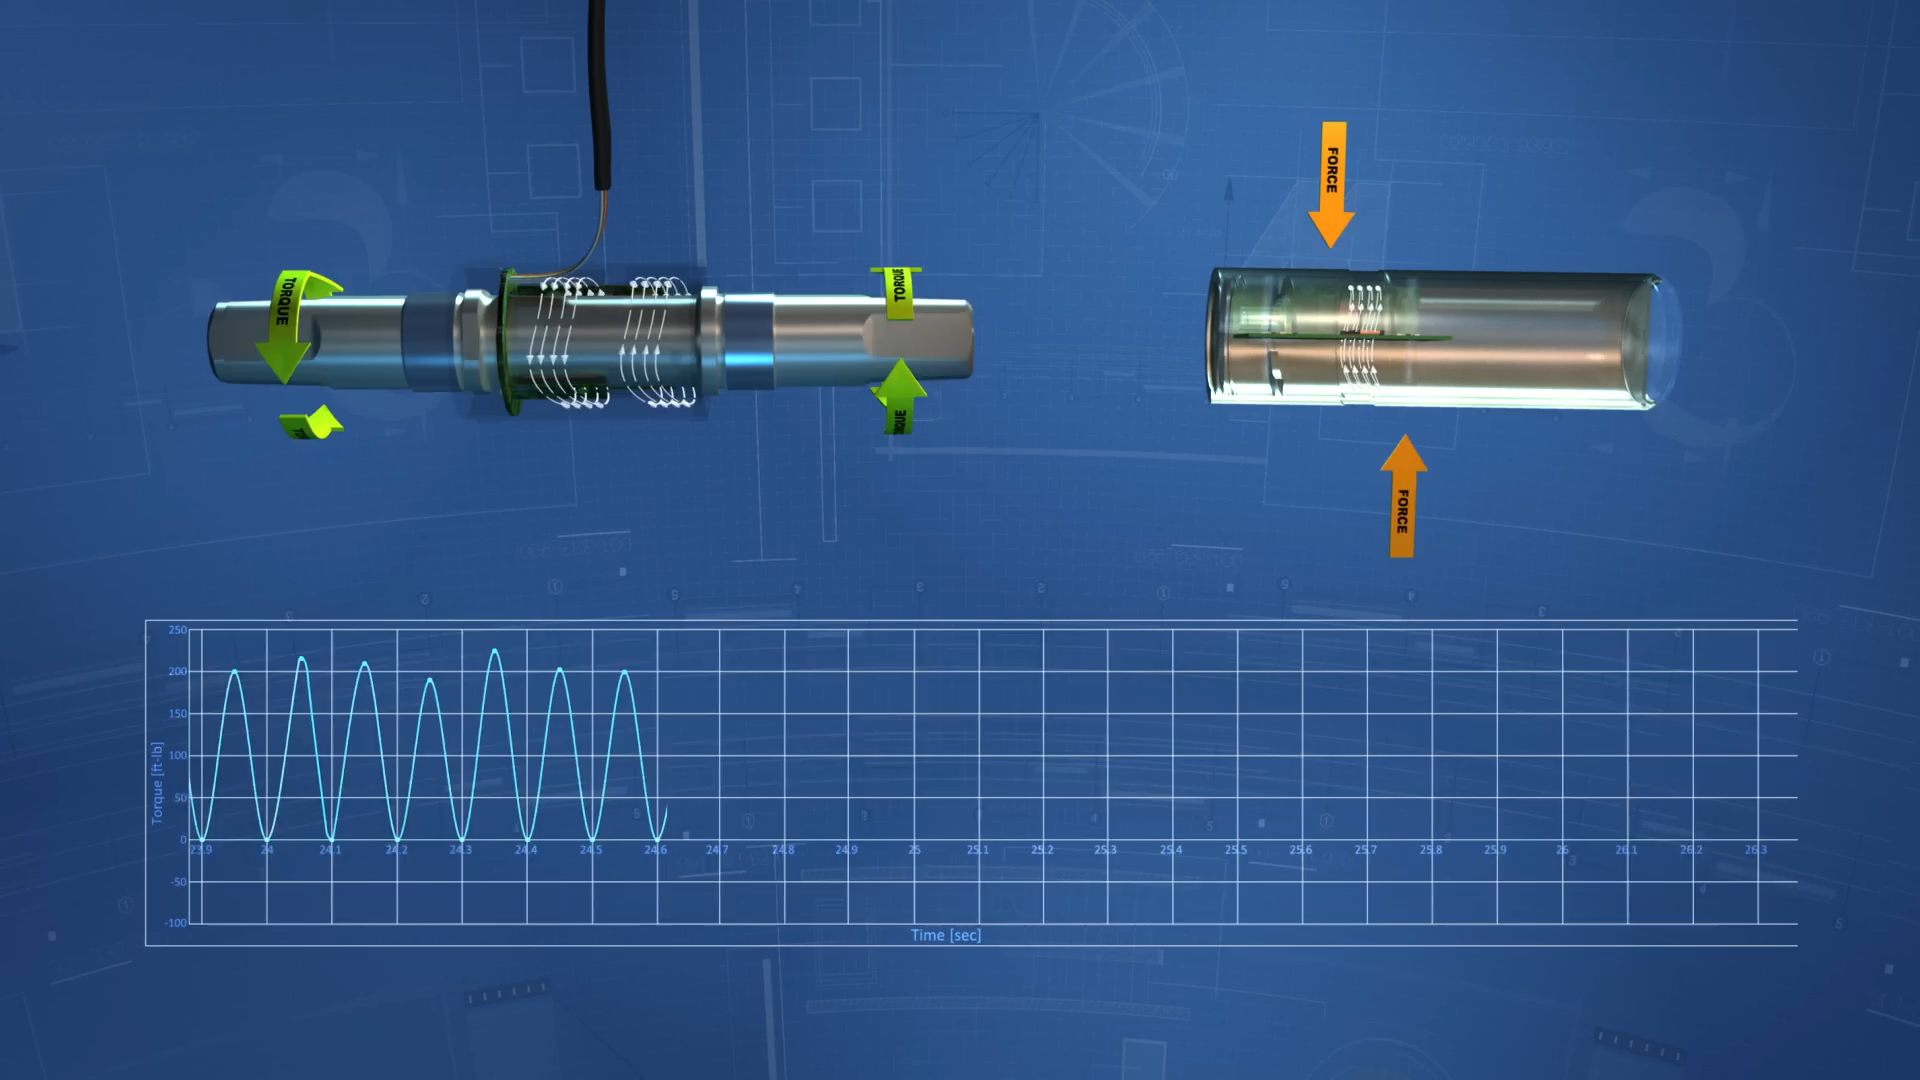 FORCE
TORQUE
TORQUE
FORCE
250
200
150
100
50
0
-50
-100
Torque [ft-lb]
23.9 24 24.1 24.2 24.3 24.4 24.5 24.6 24.7 24.8 24.9 25 25.1 25.2 25.3 25.4 25.5 25.6 25.7 25.8 25.9 26 26.1 26.2 26.3
Time [sec]